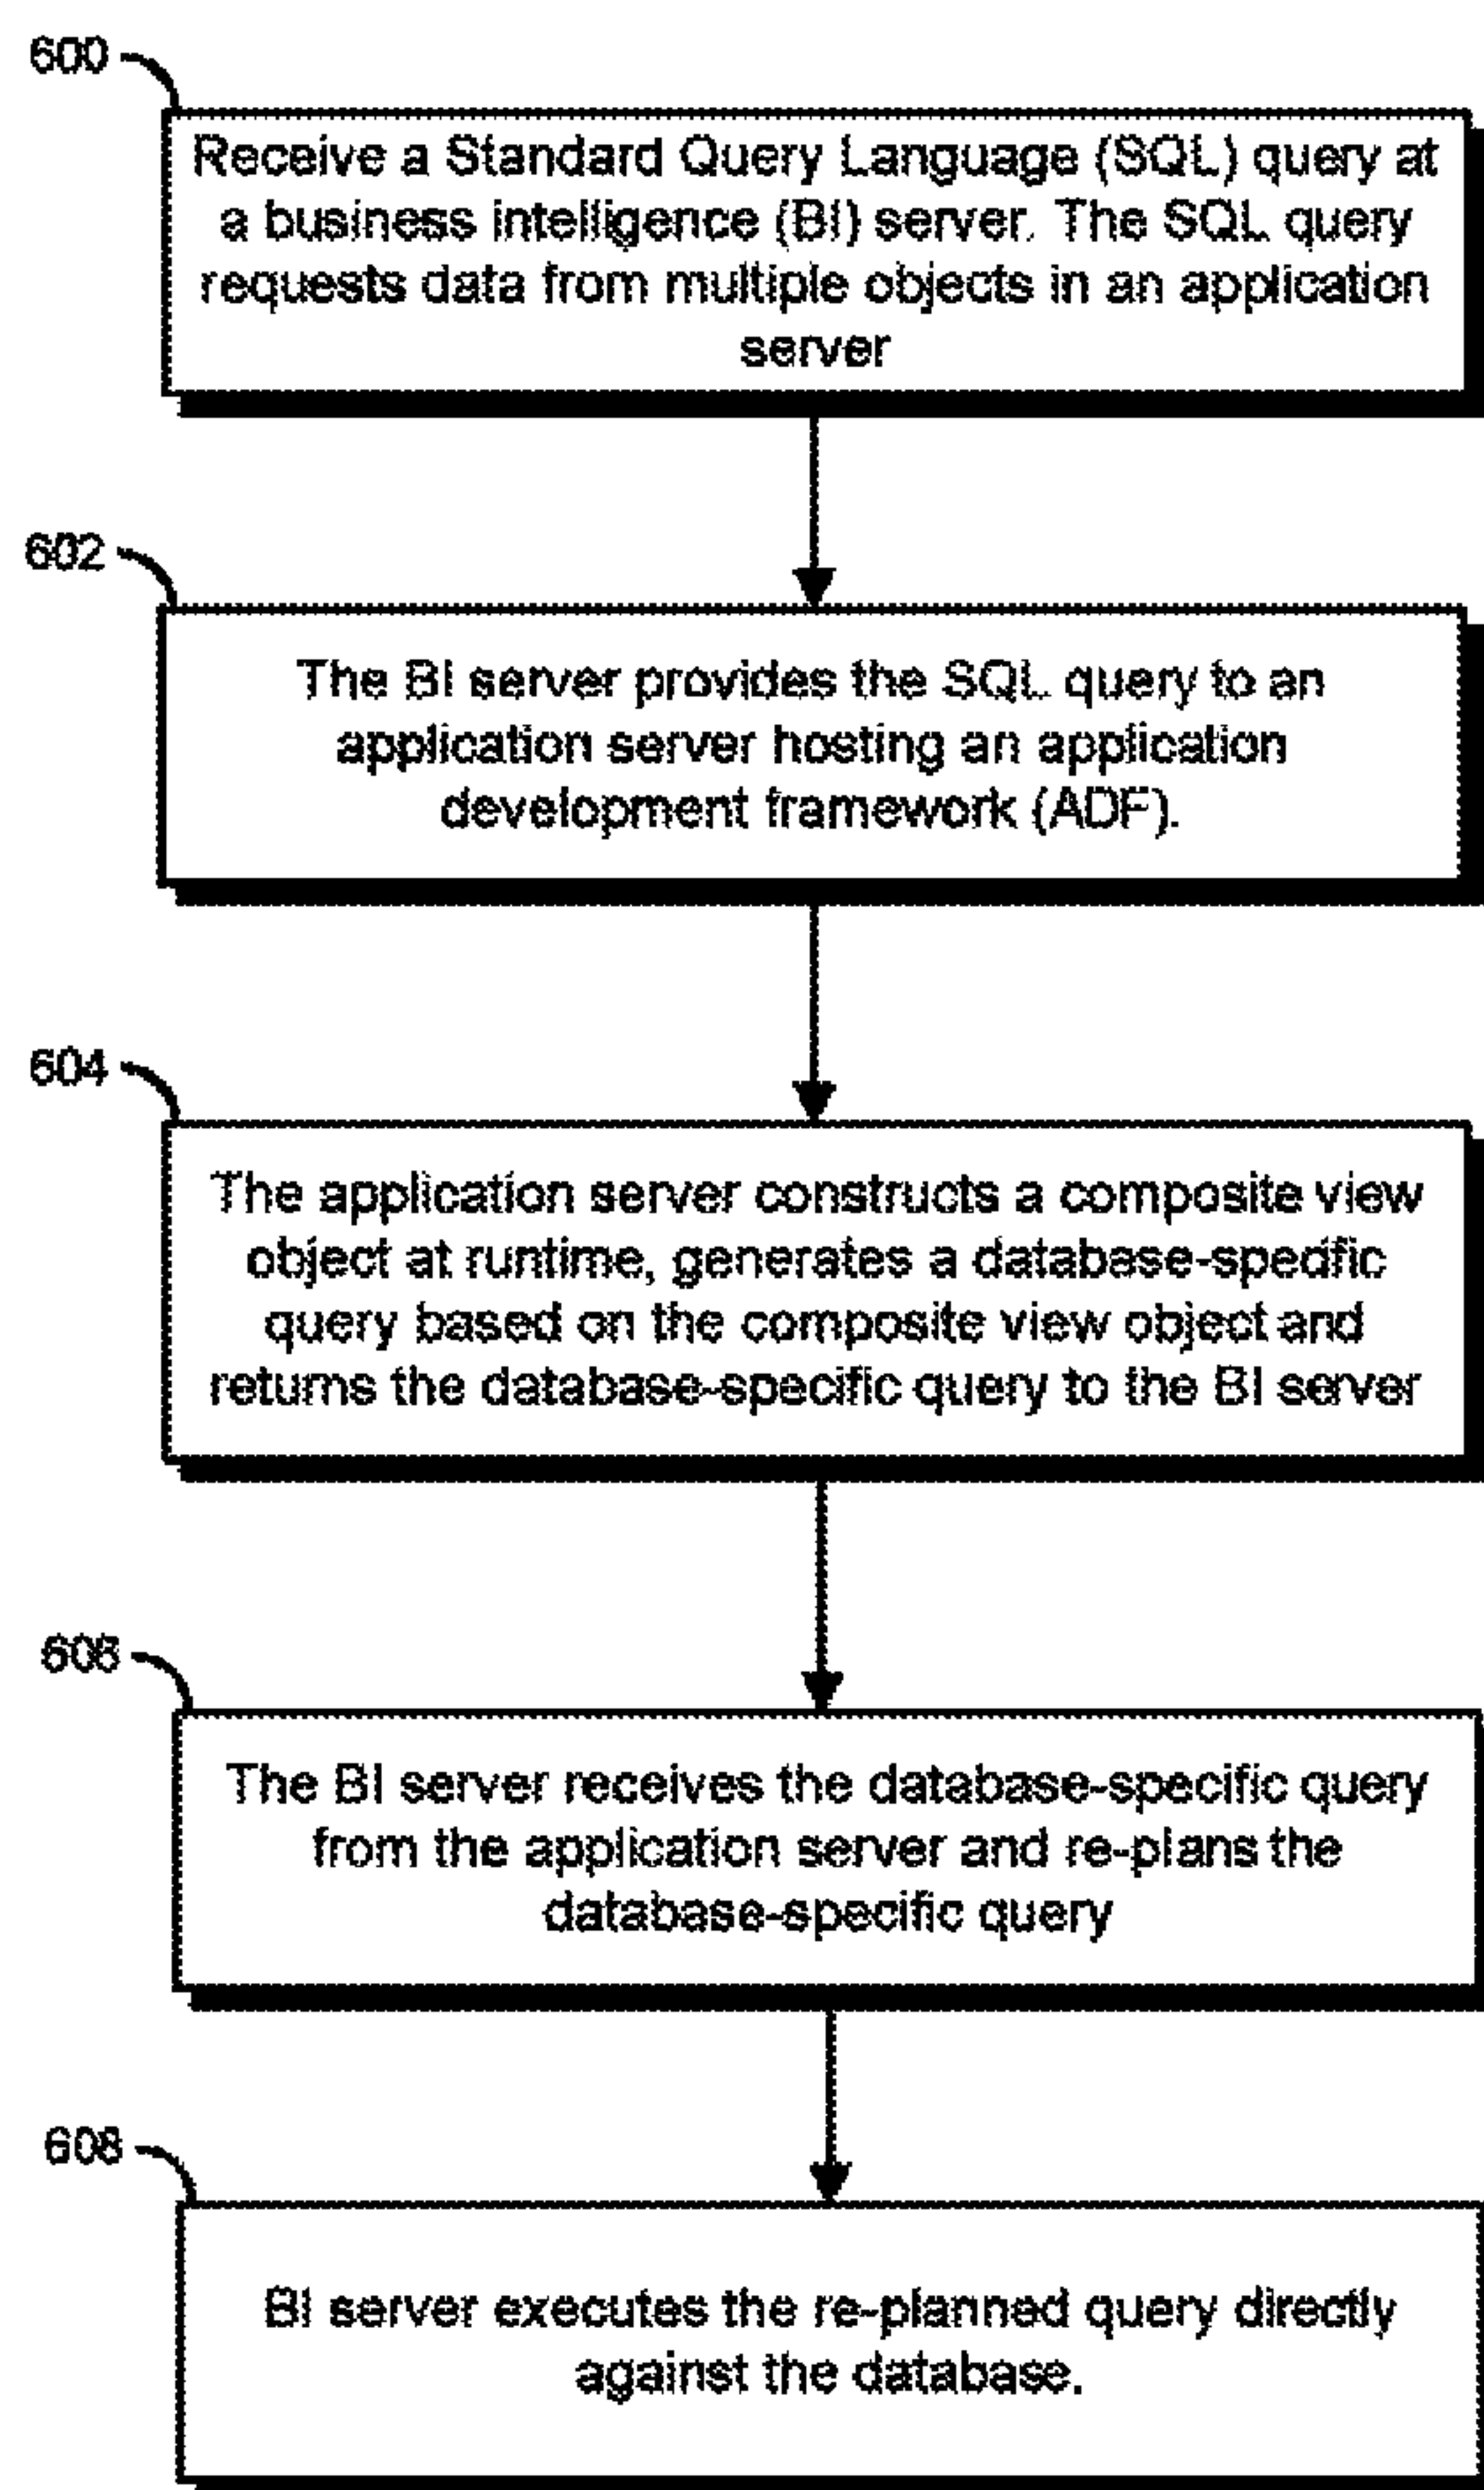 600
Receive a Standard Query Language (SQL) query at
a business intelligence (BI) server. The SQL query
requests data from multiple objects in an application
server
602
The BI server provides the SQL query to an
application server hosting an application
development framework (ADF).
604
The application server constructs a composite view
object at runtime, generates a database-specific
query based on the composite view object and
returns the database-specific query to the BI server
606
The BI server receives the database-specific query
from the application server and re-plans the
database-specific query
608
BI server executes the re-planned query directly
against the database.